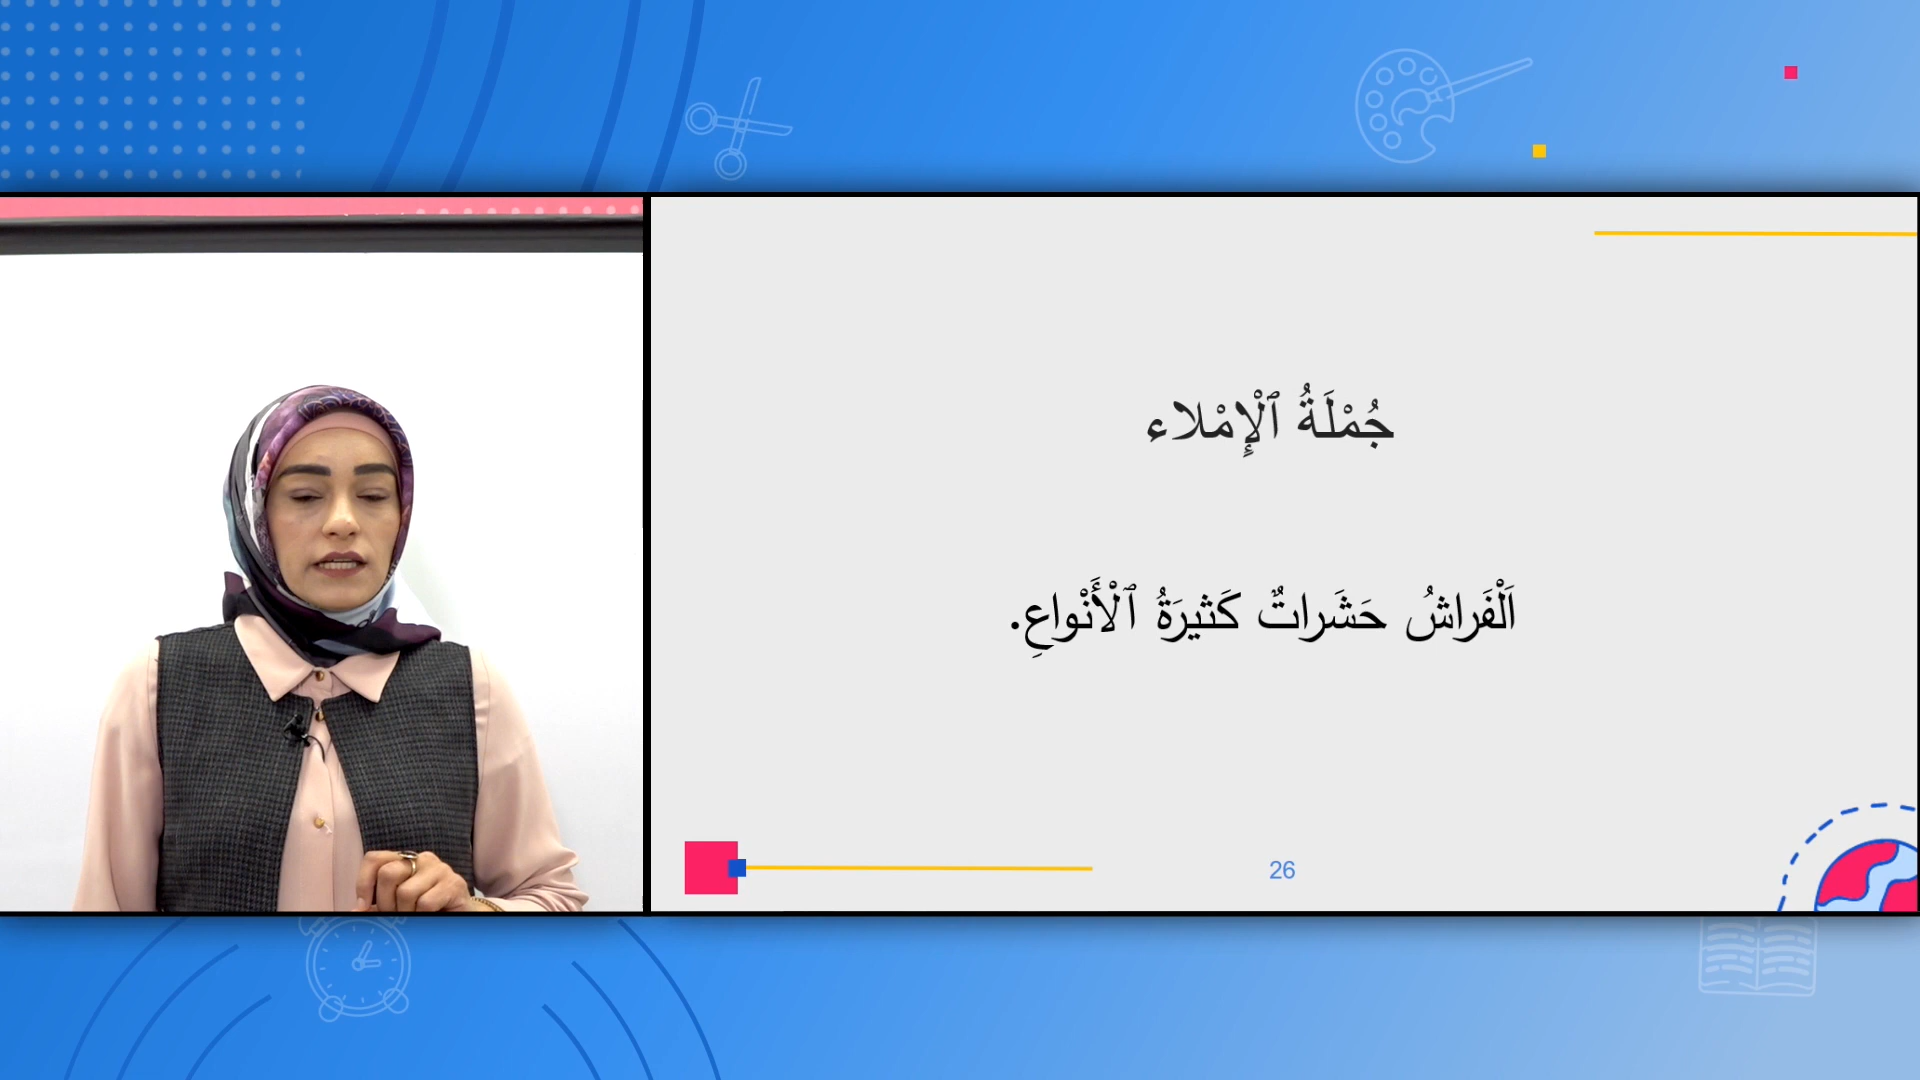 جُمْلَةُ ٱلْإِمْلاء
اَلْفَراشُ حَشَراتٌ كَثيرَةُ ٱلْأَنْواعِ.
26